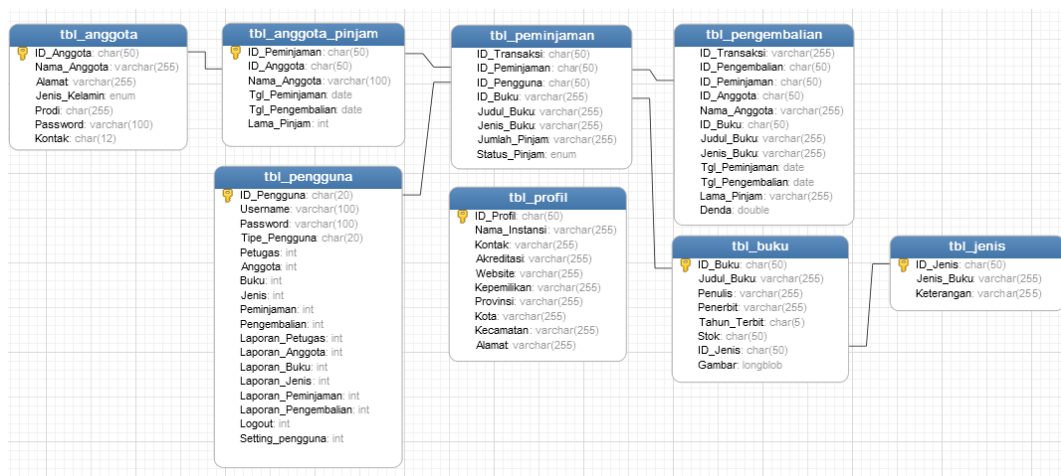 tbl_anggota
ID_Anggota: char(50)
Nama_Anggota: varchar(255)
Alamat: varchar(255)
Jenis_Kelamin: enum
Prodi: char(255)
Password: varchar(100)
Kontak: char(12)
tbl_anggota_pinjam
ID_Peminjaman: char(50)
ID_Anggota: char(50)
Nama_Anggota: varchar(100)
Tgl_Peminjaman: date
Tgl_Pengembalian: date
Lama_Pinjam: int
tbl_peminjaman
ID_Transaksi: char(50)
ID_Peminjaman: char(50)
ID_Pengguna: char(50)
ID_Buku: varchar(255)
Judul_Buku: varchar(255)
Jenis_Buku: varchar(255)
Jumlah_Pinjam: varchar(255)
Status_Pinjam: enum
tbl_pengembalian
ID_Transaksi: varchar(255)
ID_Pengembalian: char(50)
ID_Peminjaman: char(50)
ID_Anggota: char(50)
Nama_Anggota: varchar(255)
ID_Buku: char(50)
Judul_Buku: varchar(255)
Jenis_Buku: varchar(255)
Tgl_Peminjaman: date
Tgl_Pengembalian: date
Lama_Pinjam: varchar(255)
Denda: double
tbl_pengguna
ID_Pengguna: char(20)
Username: varchar(100)
Password: varchar(100)
Tipe_Pengguna: char(20)
Petugas: int
Anggota: int
Buku: int
Jenis: int
Peminjaman: int
Pengembalian: int
Laporan_Petugas: int
Laporan_Anggota: int
Laporan_Buku: int
Laporan_Jenis: int
Laporan_Peminjaman: int
Laporan_Pengembalian: int
Logout: int
Setting_pengguna: int
tbl_profil
ID_Profil: char(50)
Nama_Instansi: varchar(255)
Kontak: varchar(255)
Akreditasi: varchar(255)
Website: varchar(255)
Kepemilikan: varchar(255)
Provinsi: varchar(255)
Kota: varchar(255)
Kecamatan: varchar(255)
Alamat: varchar(255)
tbl_buku
ID_Buku: char(50)
Judul_Buku: varchar(255)
Penulis: varchar(255)
Penerbit: varchar(255)
Tahun_Terbit: char(5)
Stok: char(50)
ID_Jenis: char(50)
Gambar: longblob
tbl_jenis
ID_Jenis: char(50)
Jenis_Buku: varchar(255)
Keterangan: varchar(255)